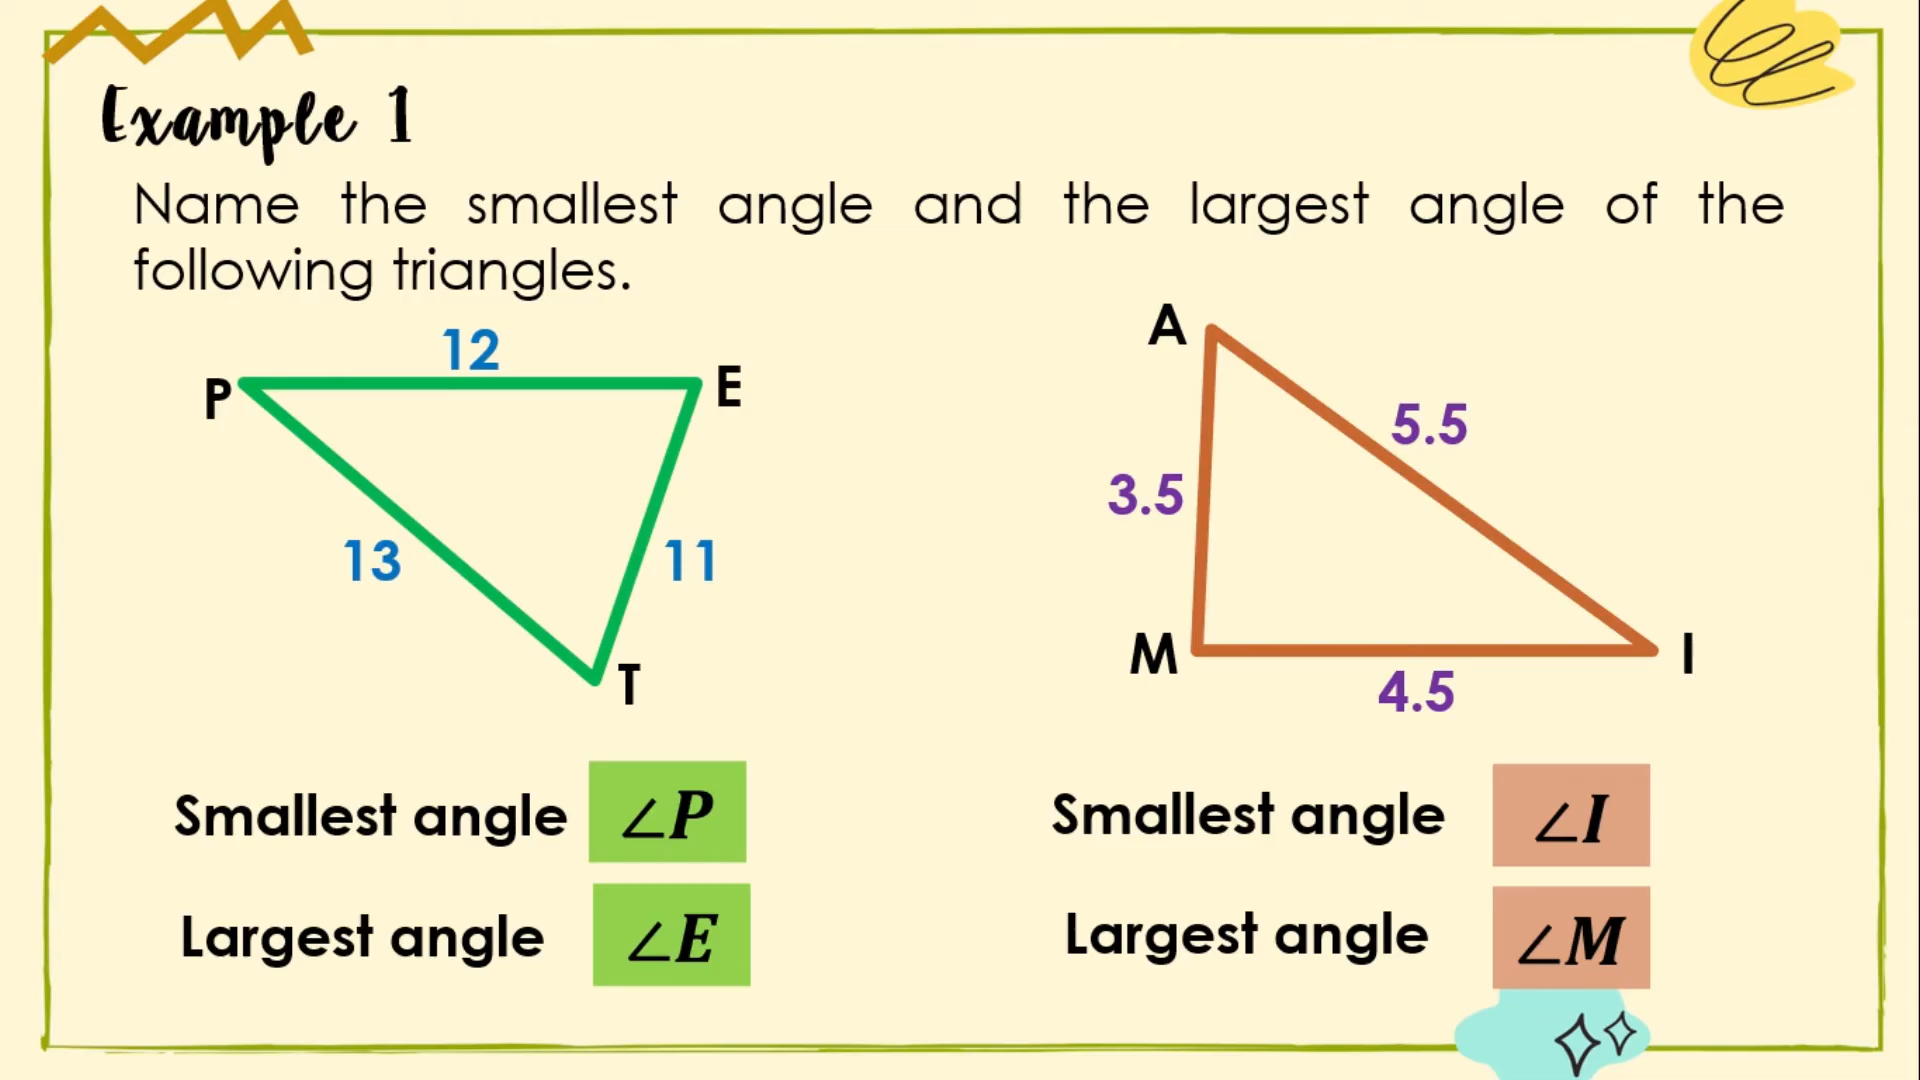 Example 1
Name the smallest angle and the largest angle of the
following triangles.
12
P
E
13
11
T
A
5.5
3.5
M
I
4.5
Smallest angle ∠P
Largest angle ∠E
Smallest angle ∠I
Largest angle ∠M